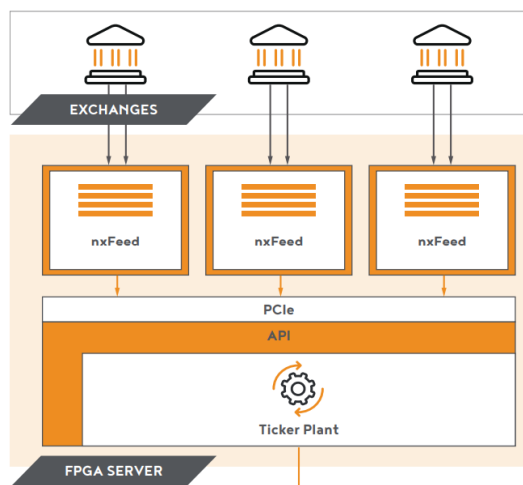 EXCHANGES
nxFeed
nxFeed
nxFeed
PCIe
API
Ticker Plant
FPGA SERVER